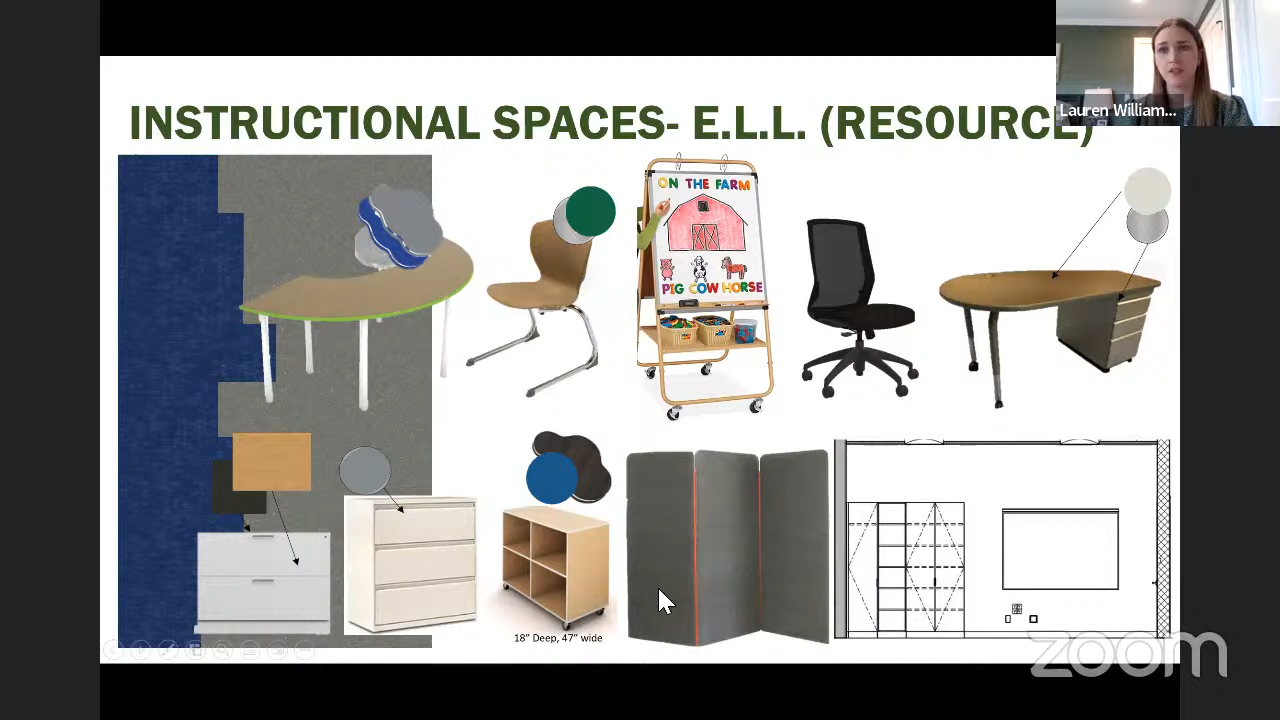 INSTRUCTIONAL SPACES- E.L.L. (RESOURCE)
Lauren William...
ON THE FARM
PIG COW HORSE
18" Deep, 47" wide
zoom